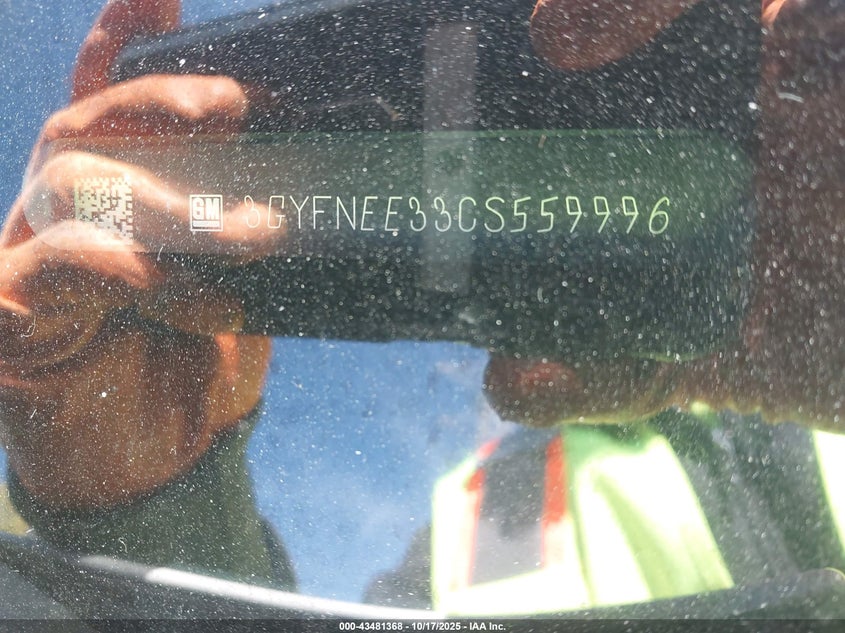 GM 3GYFNEE33CS559996
000-43481368 - 10/17/2025 - IAA Inc.